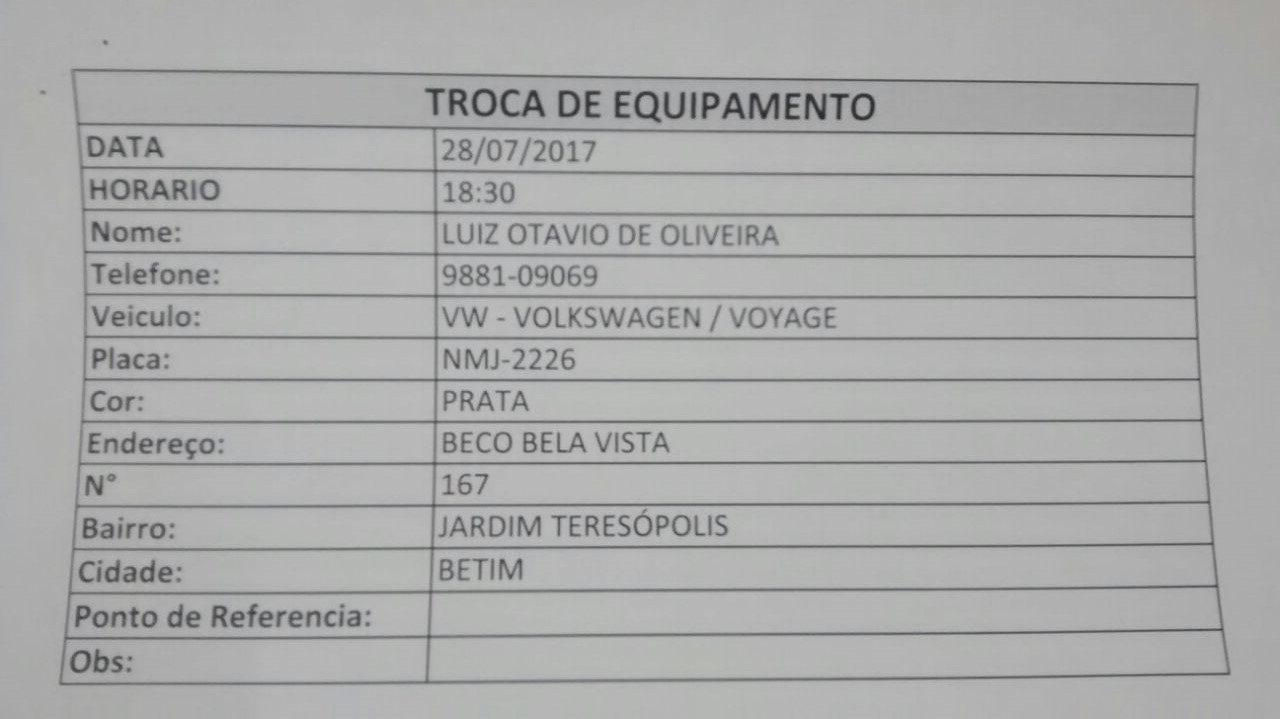 TROCA DE EQUIPAMENTO
DATA 28/07/2017
HORARIO 18:30
Nome: LUIZ OTAVIO DE OLIVEIRA
Telefone: 9881-09069
Veiculo: VW - VOLKSWAGEN / VOYAGE
Placa: NMJ-2226
Cor: PRATA
Endereço: BECO BELA VISTA
N° 167
Bairro: JARDIM TERESÓPOLIS
Cidade: BETIM
Ponto de Referencia:
Obs: